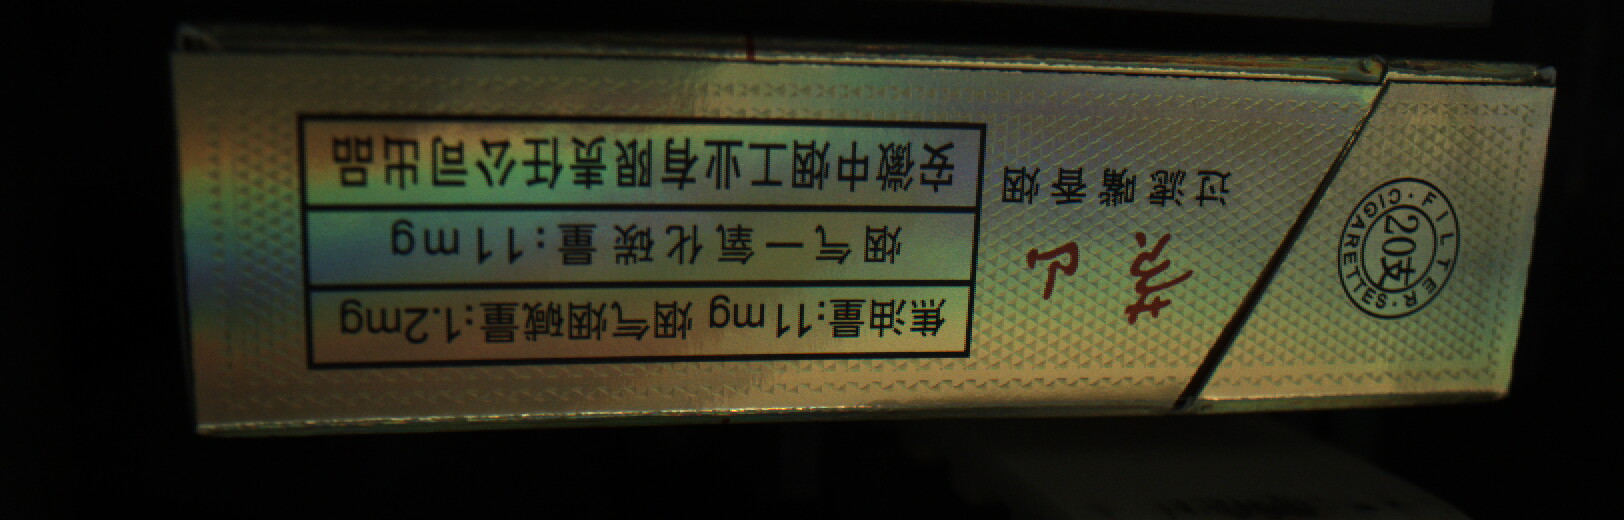 FILTER·CIGARETTES·
20支
黄山
过滤嘴香烟
焦油量:11mg 烟气烟碱量:1.2mg
烟气一氧化碳量:11mg
安徽中烟工业有限责任公司出品